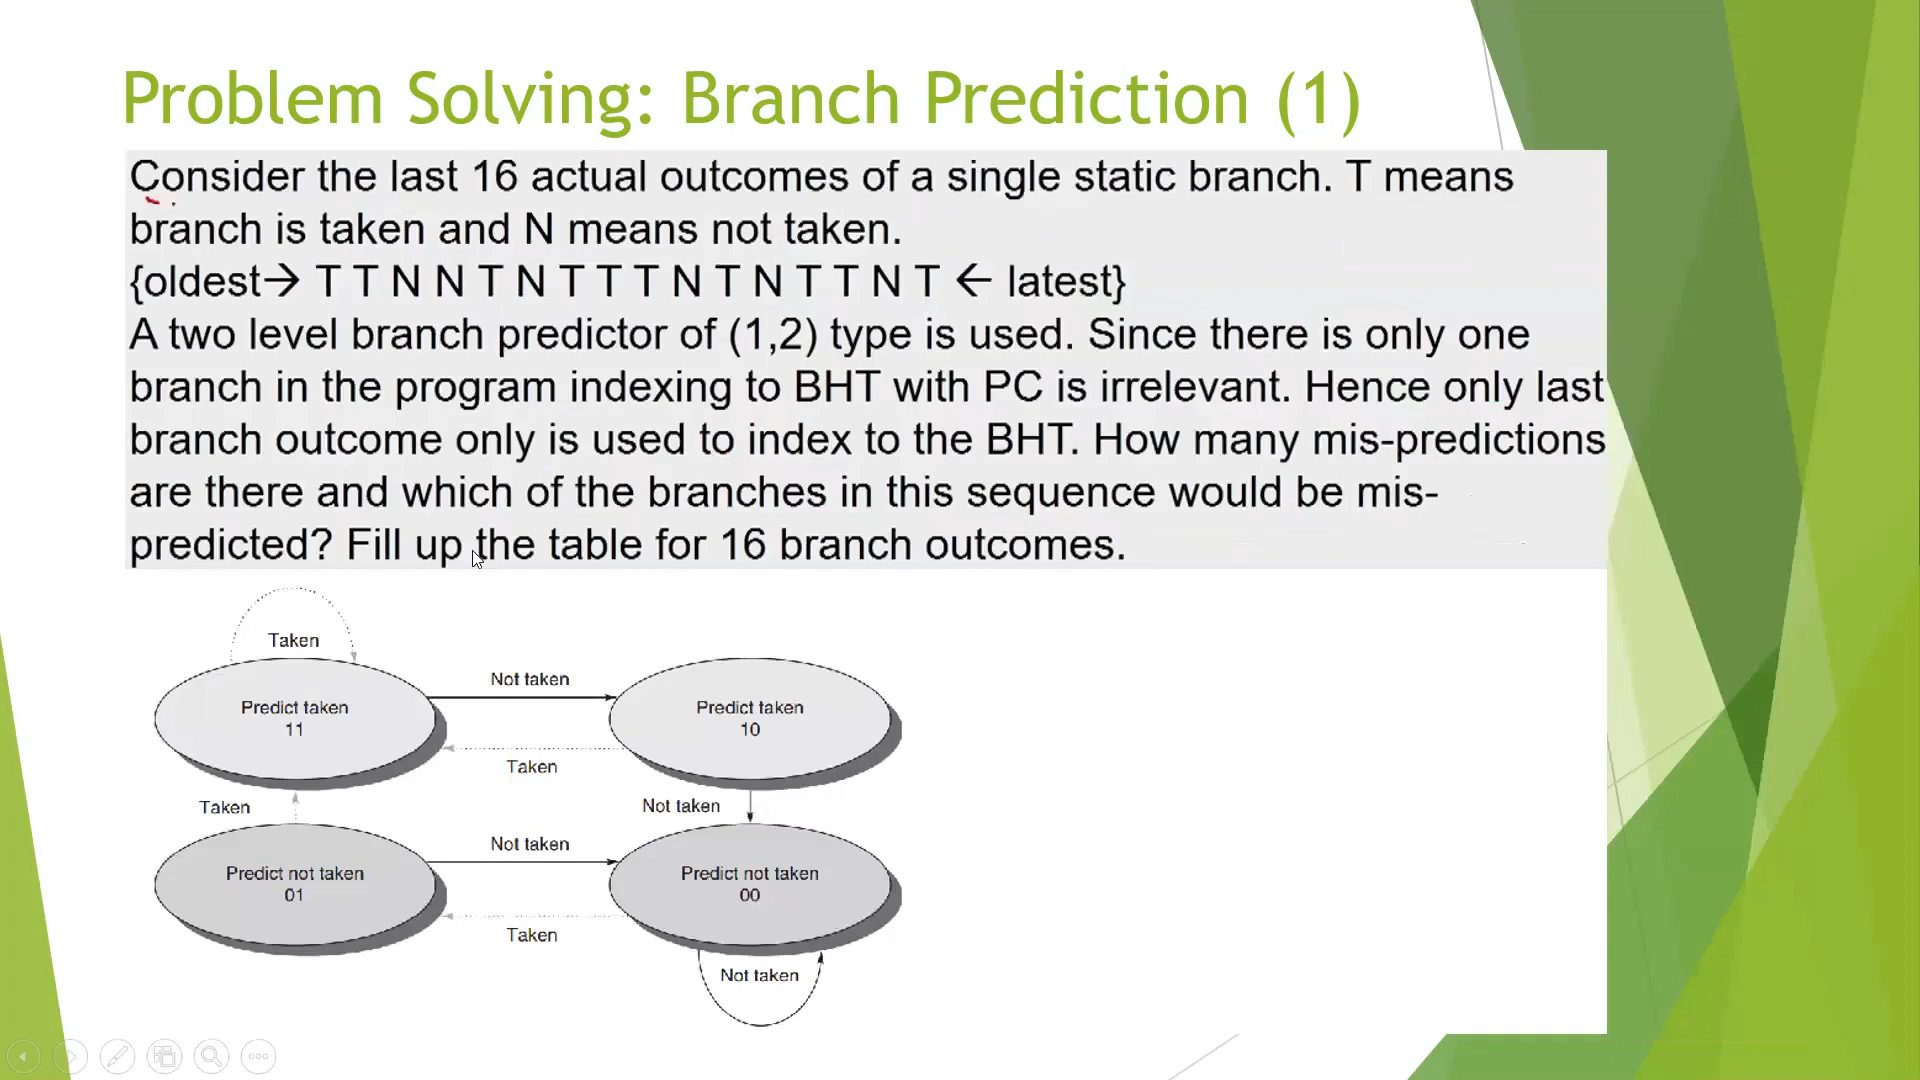 Problem Solving: Branch Prediction (1)
Consider the last 16 actual outcomes of a single static branch. T means
branch is taken and N means not taken.
{oldest→ T T N N T N T T T N T N T T N T ← latest}
A two level branch predictor of (1,2) type is used. Since there is only one
branch in the program indexing to BHT with PC is irrelevant. Hence only last
branch outcome only is used to index to the BHT. How many mis-predictions
are there and which of the branches in this sequence would be mis-
predicted? Fill up the table for 16 branch outcomes.
Taken
Not taken
Predict taken
11
Predict taken
10
Taken
Taken
Not taken
Not taken
Predict not taken
01
Predict not taken
00
Taken
Not taken